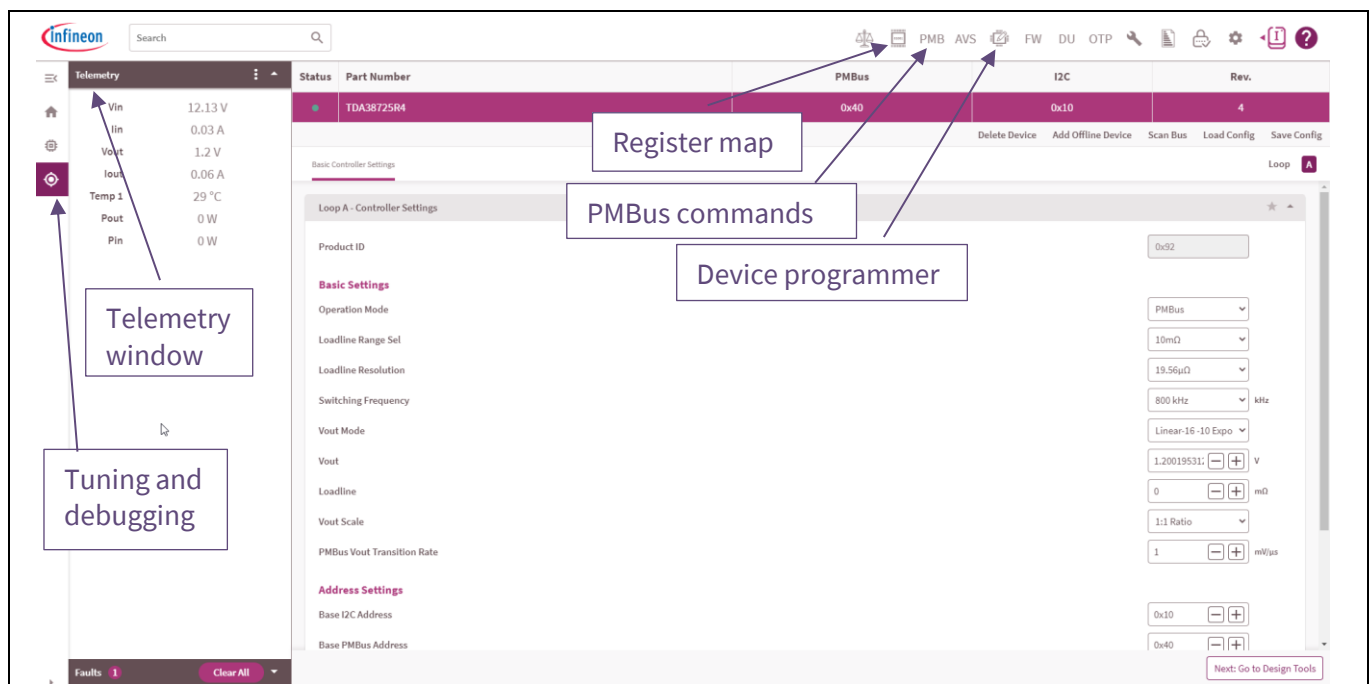 infineon
Search
PMB AVS FW DU OTP
Telemetry
Status Part Number PMBus I2C Rev.
TDA38725R4 0x40 0x10 4
Delete Device Add Offline Device Scan Bus Load Config Save Config
Vin 12.13 V
Iin 0.03 A
Vout 1.2 V
Iout 0.06 A
Temp 1 29 °C
Pout 0 W
Pin 0 W
Register map
PMBus commands
Device programmer
Telemetry
window
Tuning and
debugging
Basic Controller Settings Loop A
Loop A - Controller Settings
Product ID 0x92
Basic Settings
Operation Mode PMBus
Loadline Range Sel 10mΩ
Loadline Resolution 19.56µΩ
Switching Frequency 800 kHz kHz
Vout Mode Linear-16 -10 Expo
Vout 1.20019531 V
Loadline 0 mΩ
Vout Scale 1:1 Ratio
PMBus Vout Transition Rate 1 mV/µs
Address Settings
Base I2C Address 0x10
Base PMBus Address 0x40
Faults 1 Clear All
Next: Go to Design Tools